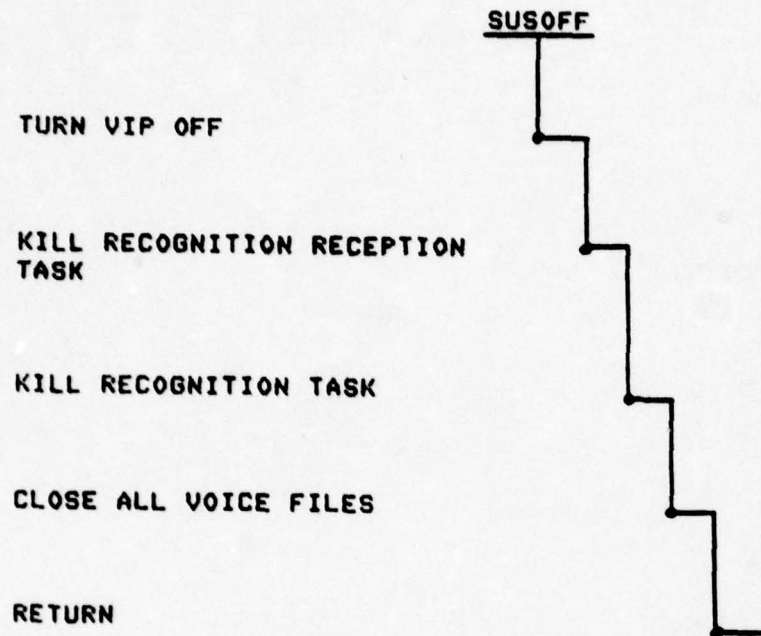 SUSOFF
TURN VIP OFF
KILL RECOGNITION RECEPTION
TASK
KILL RECOGNITION TASK
CLOSE ALL VOICE FILES
RETURN